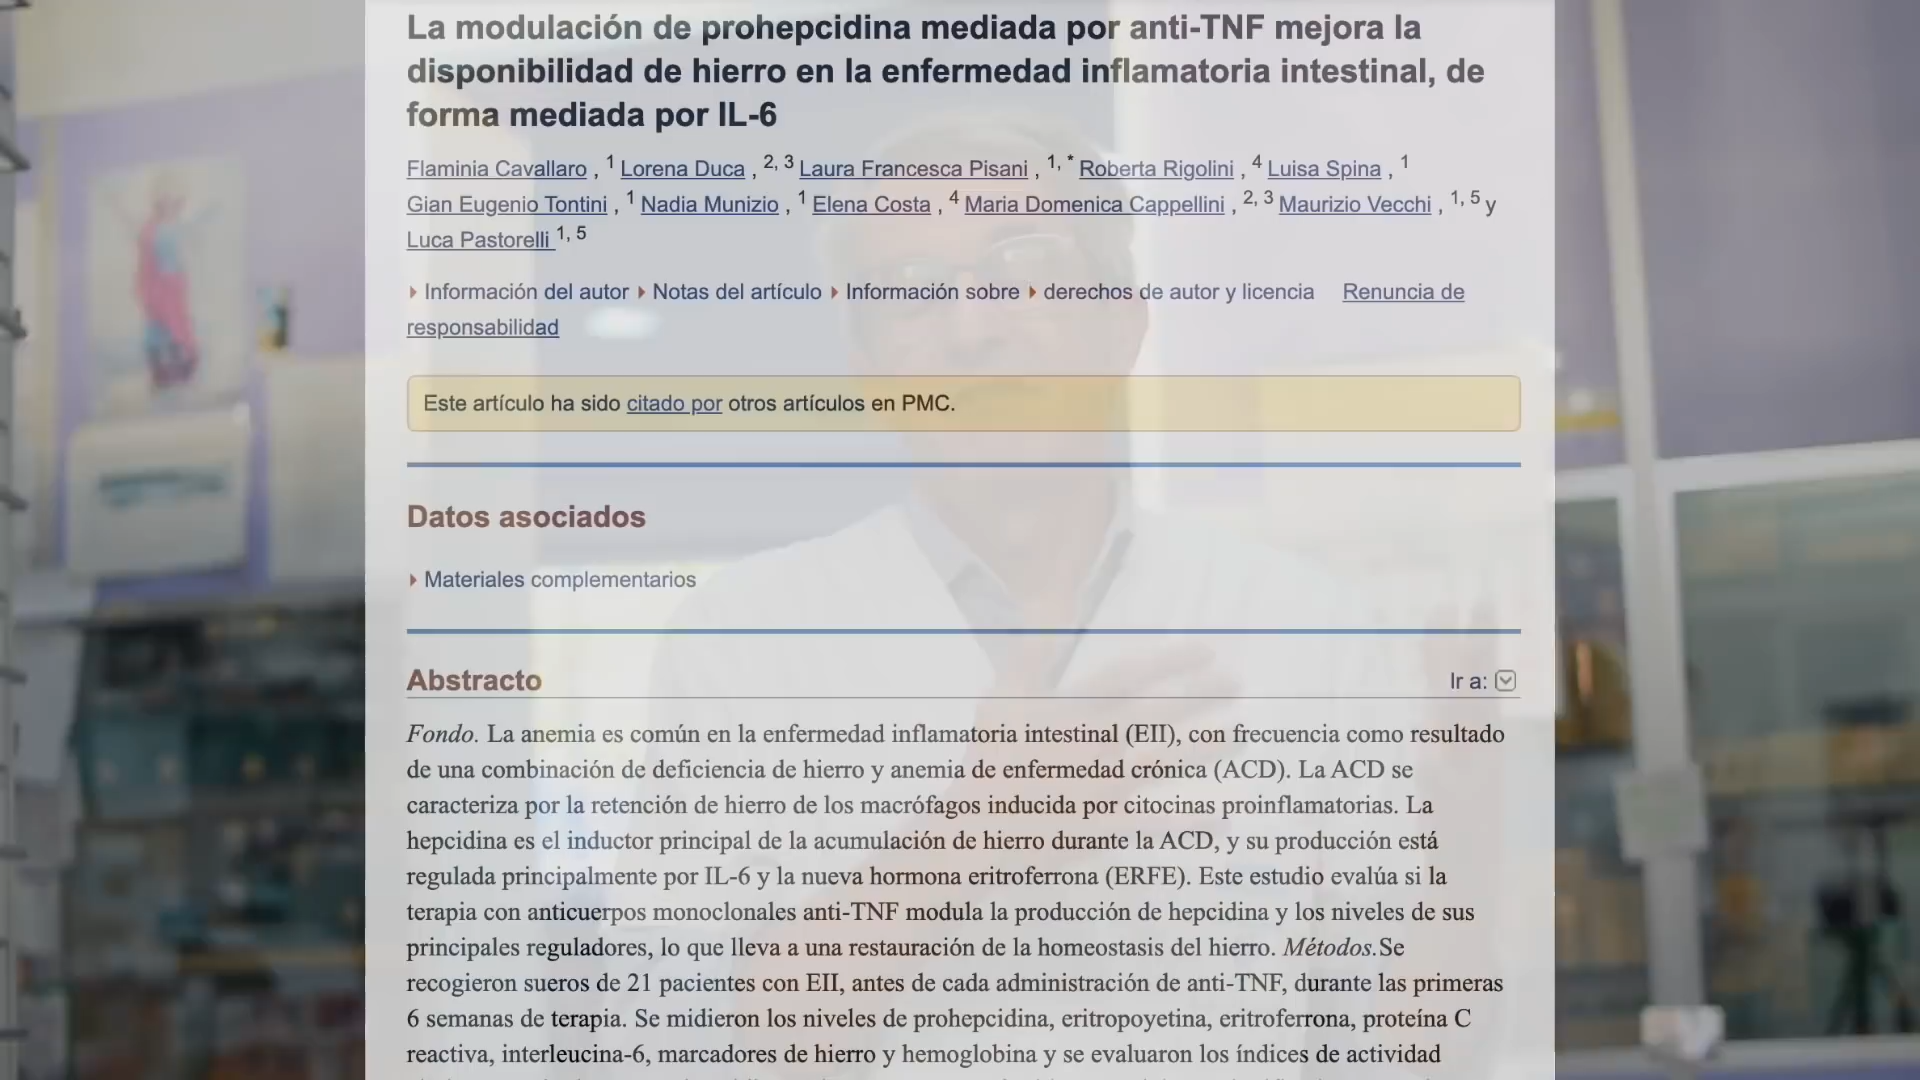 La modulación de prohepcidina mediada por anti-TNF mejora la
disponibilidad de hierro en la enfermedad inflamatoria intestinal, de
forma mediada por IL-6
Flaminia Cavallaro , 1 Lorena Duca , 2, 3 Laura Francesca Pisani , 1, * Roberta Rigolini , 4 Luisa Spina , 1
Gian Eugenio Tontini , 1 Nadia Munizio , 1 Elena Costa , 4 Maria Domenica Cappellini , 2, 3 Maurizio Vecchi , 1, 5 y
Luca Pastorelli 1, 5
Información del autor Notas del artículo Información sobre derechos de autor y licencia Renuncia de
responsabilidad
Este artículo ha sido citado por otros artículos en PMC.
Datos asociados
Materiales complementarios
Abstracto Ir a:
Fondo. La anemia es común en la enfermedad inflamatoria intestinal (EII), con frecuencia como resultado
de una combinación de deficiencia de hierro y anemia de enfermedad crónica (ACD). La ACD se
caracteriza por la retención de hierro de los macrófagos inducida por citocinas proinflamatorias. La
hepcidina es el inductor principal de la acumulación de hierro durante la ACD, y su producción está
regulada principalmente por IL-6 y la nueva hormona eritroferrona (ERFE). Este estudio evalúa si la
terapia con anticuerpos monoclonales anti-TNF modula la producción de hepcidina y los niveles de sus
principales reguladores, lo que lleva a una restauración de la homeostasis del hierro. Métodos.Se
recogieron sueros de 21 pacientes con EII, antes de cada administración de anti-TNF, durante las primeras
6 semanas de terapia. Se midieron los niveles de prohepcidina, eritropoyetina, eritroferrona, proteína C
reactiva, interleucina-6, marcadores de hierro y hemoglobina y se evaluaron los índices de actividad